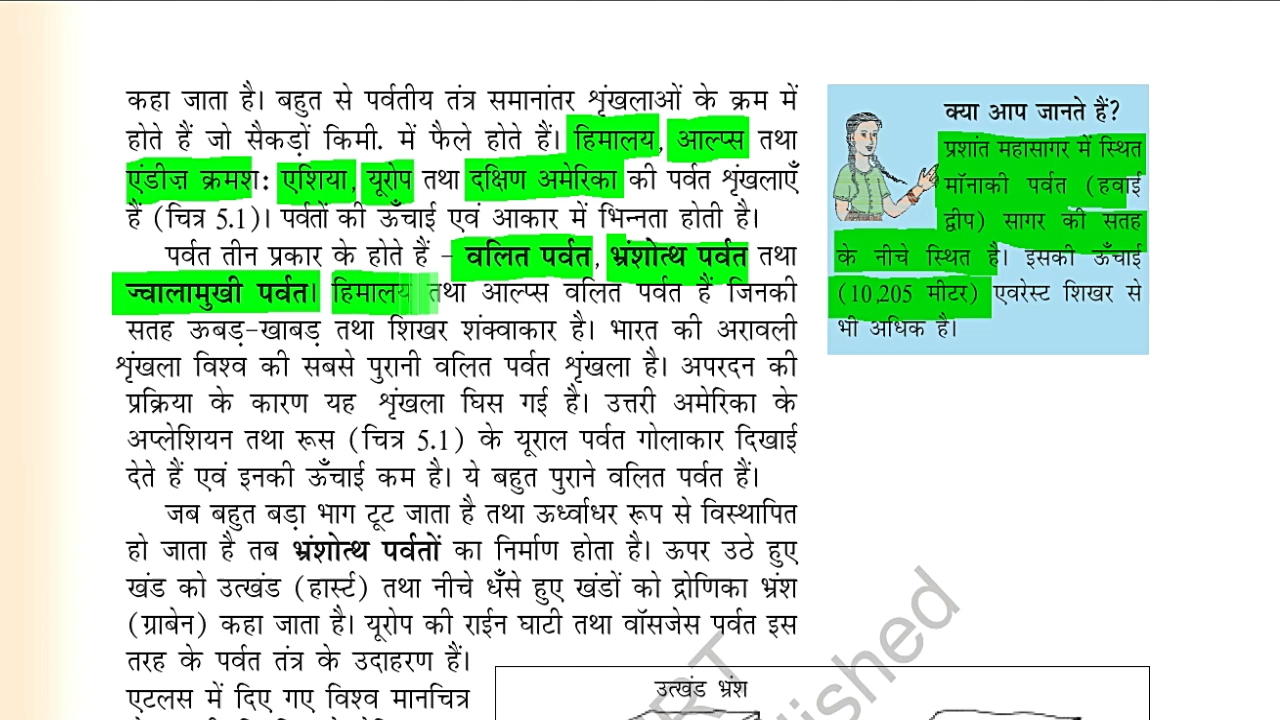 कहा जाता है। बहुत से पर्वतीय तंत्र समानांतर शृंखलाओं के क्रम में
होते हैं जो सैकड़ों किमी. में फैले होते हैं। हिमालय, आल्प्स तथा
एंडीज़ क्रमश: एशिया, यूरोप तथा दक्षिण अमेरिका की पर्वत शृंखलाएँ
हैं (चित्र 5.1)। पर्वतों की ऊँचाई एवं आकार में भिन्नता होती है।
पर्वत तीन प्रकार के होते हैं - वलित पर्वत, भ्रंशोत्थ पर्वत तथा
ज्वालामुखी पर्वत। हिमालय तथा आल्प्स वलित पर्वत हैं जिनकी
सतह ऊबड़-खाबड़ तथा शिखर शंक्वाकार है। भारत की अरावली
शृंखला विश्व की सबसे पुरानी वलित पर्वत शृंखला है। अपरदन की
प्रक्रिया के कारण यह शृंखला घिस गई है। उत्तरी अमेरिका के
अप्लेशियन तथा रूस (चित्र 5.1) के यूराल पर्वत गोलाकार दिखाई
देते हैं एवं इनकी ऊँचाई कम है। ये बहुत पुराने वलित पर्वत हैं।
जब बहुत बड़ा भाग टूट जाता है तथा ऊर्ध्वाधर रूप से विस्थापित
हो जाता है तब भ्रंशोत्थ पर्वतों का निर्माण होता है। ऊपर उठे हुए
खंड को उत्खंड (हार्स्ट) तथा नीचे धँसे हुए खंडों को द्रोणिका भ्रंश
(ग्राबेन) कहा जाता है। यूरोप की राईन घाटी तथा वॉसजेस पर्वत इस
तरह के पर्वत तंत्र के उदाहरण हैं।
एटलस में दिए गए विश्व मानचित्र
क्या आप जानते हैं?
प्रशांत महासागर में स्थित
मॉनाकी पर्वत (हवाई
द्वीप) सागर की सतह
के नीचे स्थित है। इसकी ऊँचाई
(10,205 मीटर) एवरेस्ट शिखर से
भी अधिक है।
उत्खंड भ्रंश